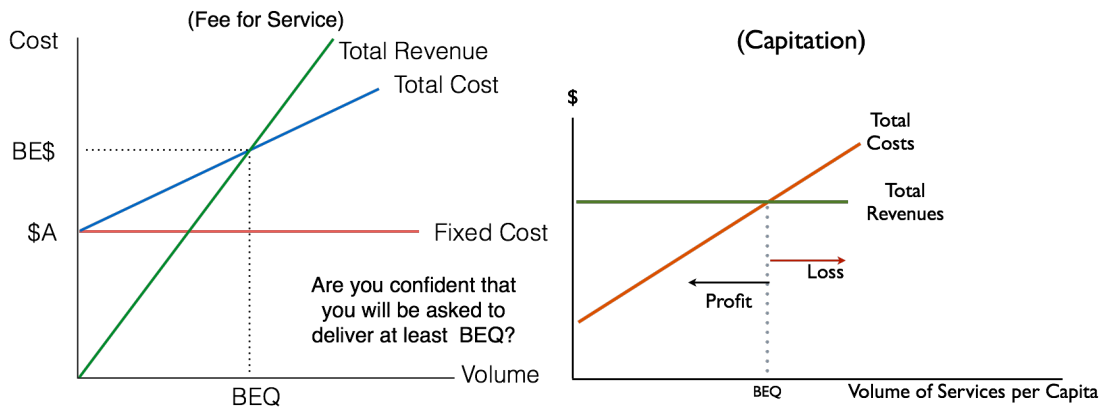 (Fee for Service)
Cost
Total Revenue
Total Cost
BE$
$A
Fixed Cost
Are you confident that
you will be asked to
deliver at least BEQ?
Volume
BEQ
(Capitation)
$
Total
Costs
Total
Revenues
Loss
Profit
BEQ
Volume of Services per Capita